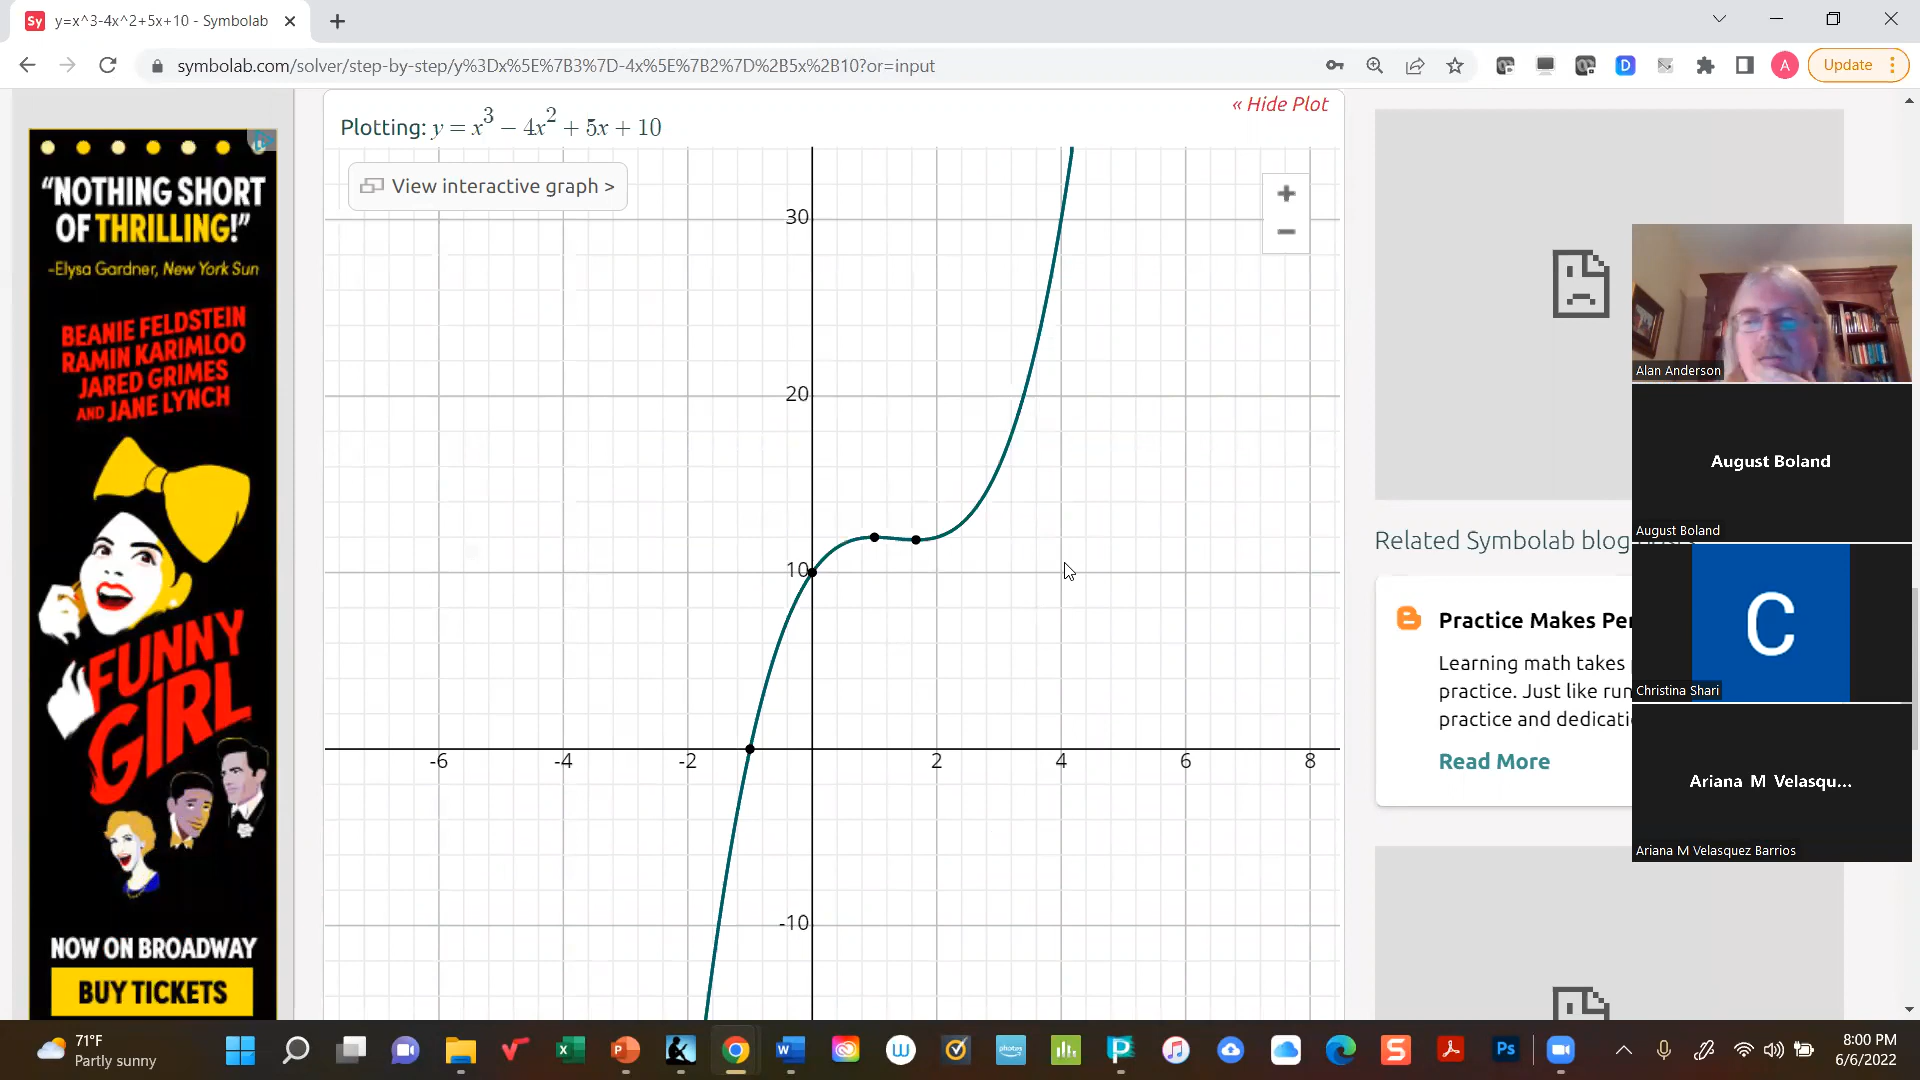 y=x^3-4x^2+5x+10 - Symbolab
symbolab.com/solver/step-by-step/y%3Dx%5E%7B3%7D-4x%5E%7B2%7D%2B5x%2B10?or=input
Update
« Hide Plot
Plotting: y = x³ − 4x² + 5x + 10
View interactive graph >
+
−
30
20
10
-10
-6
-4
-2
2
4
6
8
“NOTHING SHORT
OF THRILLING!”
-Elysa Gardner, New York Sun
BEANIE FELDSTEIN
RAMIN KARIMLOO
JARED GRIMES
AND JANE LYNCH
FUNNY
GIRL
NOW ON BROADWAY
BUY TICKETS
Related Symbolab blog
Practice Makes Per
Learning math takes
practice. Just like run
practice and dedicati
Read More
Alan Anderson
August Boland
August Boland
C
Christina Shari
Ariana M Velasqu...
Ariana M Velasquez Barrios
71°F
Partly sunny
8:00 PM
6/6/2022